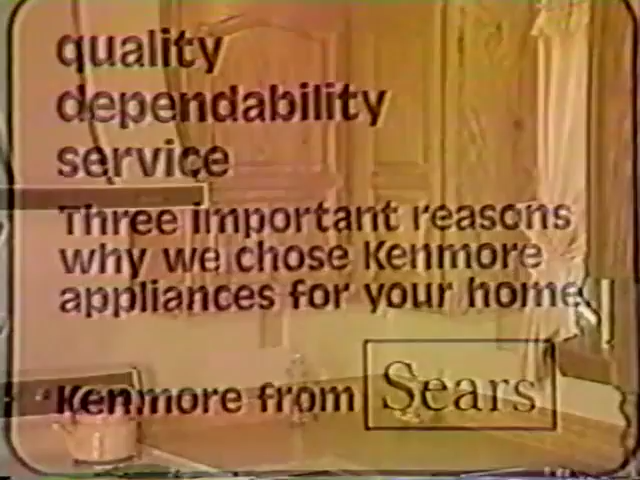 quality
dependability
service
Three important reasons
why we chose Kenmore
appliances for your home.
Kenmore from Sears